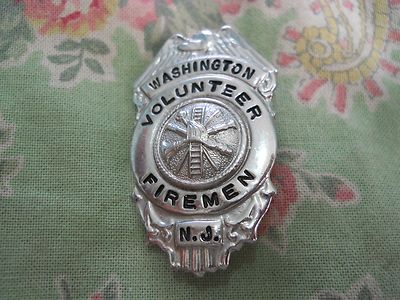 WASHINGTON
VOLUNTEER
FIREMEN
N.J.